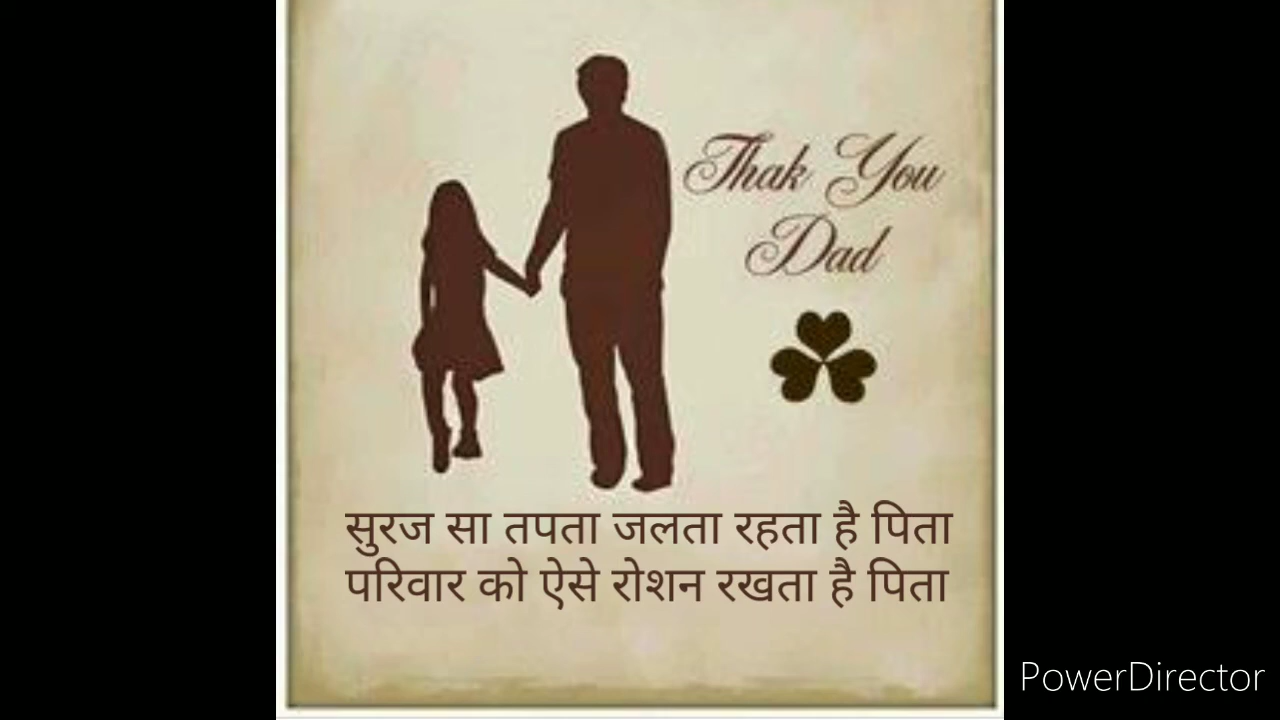 Thak You
Dad
सुरज सा तपता जलता रहता है पिता
परिवार को ऐसे रोशन रखता है पिता
PowerDirector